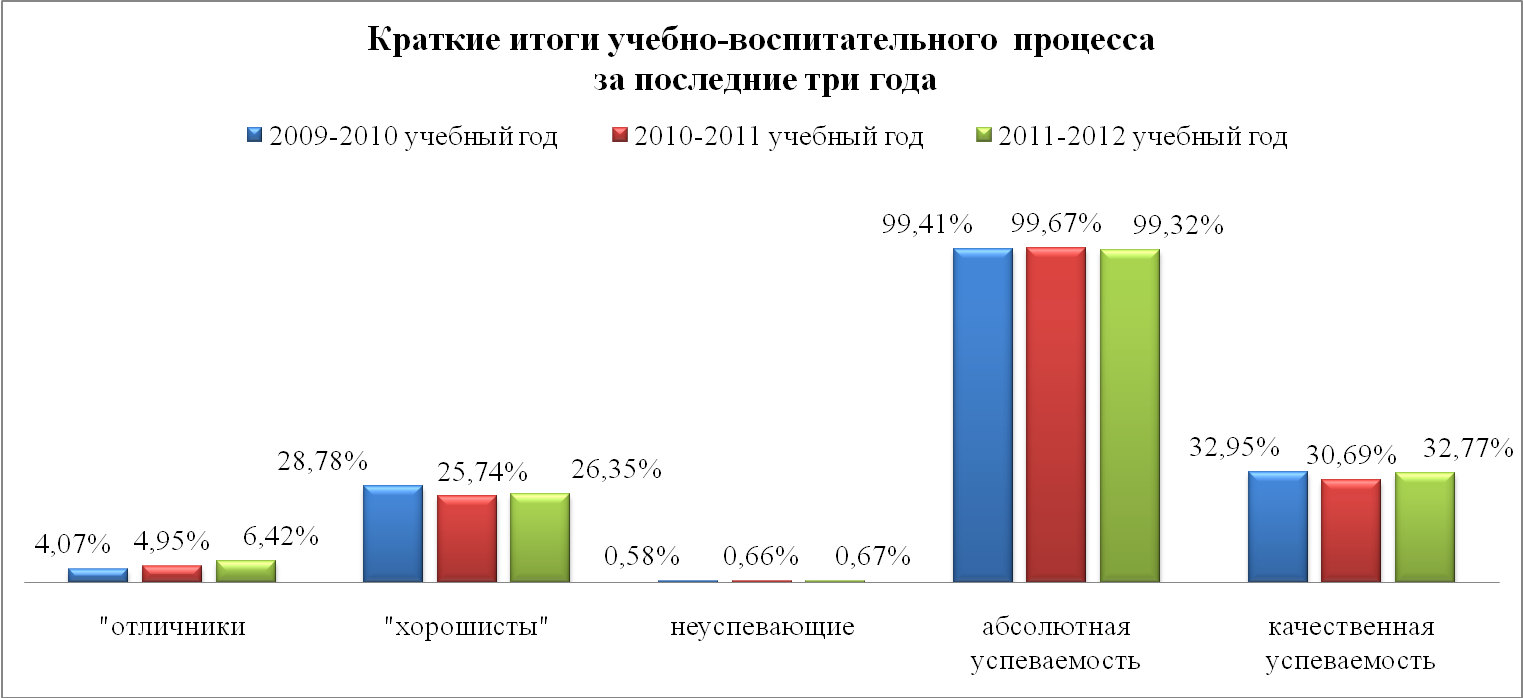 Краткие итоги учебно-воспитательного процесса
за последние три года
2009-2010 учебный год
2010-2011 учебный год
2011-2012 учебный год
4,07%
4,95%
6,42%
28,78%
25,74%
26,35%
0,58%
0,66%
0,67%
99,41%
99,67%
99,32%
32,95%
30,69%
32,77%
"отличники
"хорошисты"
неуспевающие
абсолютная
успеваемость
качественная
успеваемость